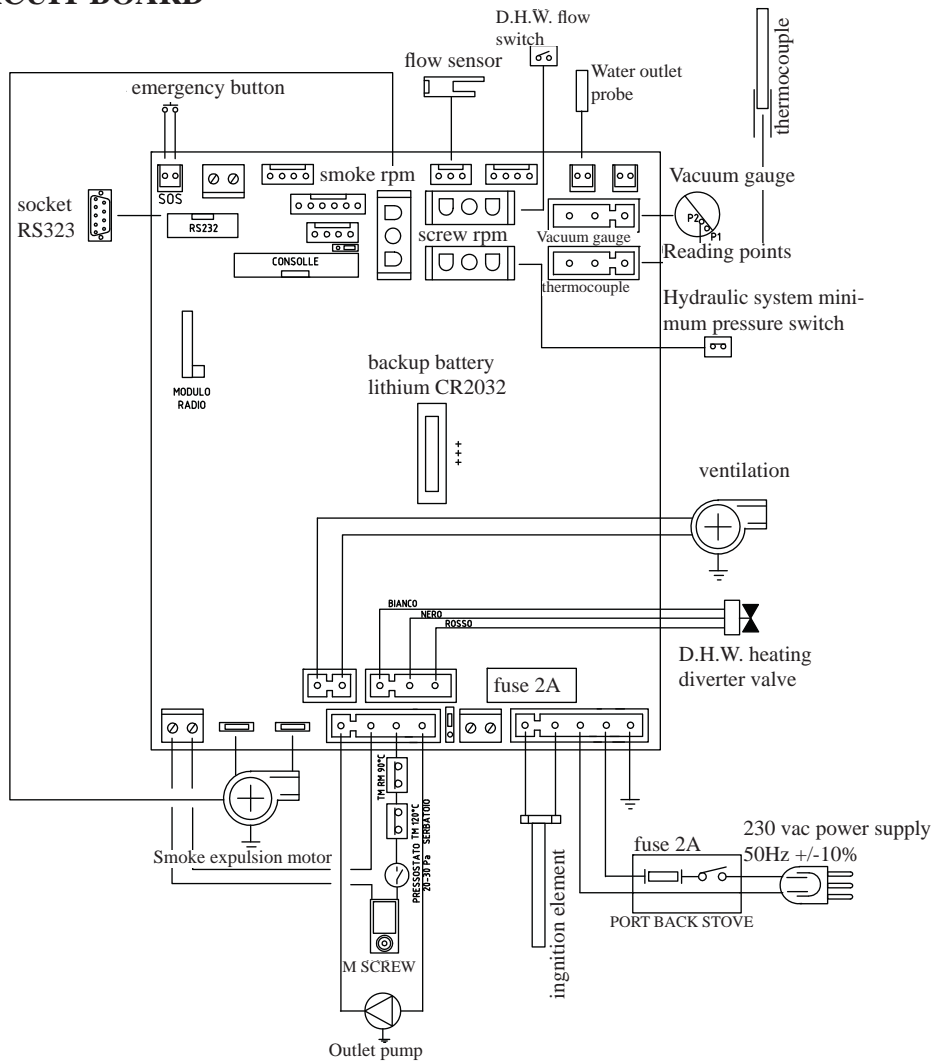 D.H.W. flow
switch
flow sensor
Water outlet
probe
thermocouple
emergency button
SOS
smoke rpm
Vacuum gauge
socket
RS323
RS232
screw rpm
Vacuum gauge
P2
P1
Reading points
CONSOLLE
thermocouple
Hydraulic system mini-
mum pressure switch
MODULO
RADIO
backup battery
lithium CR2032
+++
ventilation
BIANCO
NERO
ROSSO
D.H.W. heating
diverter valve
fuse 2A
TM RM 90°C
PRESSOSTATO TM 120°C
20-30 Pa SERBATOIO
Smoke expulsion motor
M SCREW
Outlet pump
ingnition element
fuse 2A
PORT BACK STOVE
230 vac power supply
50Hz +/-10%